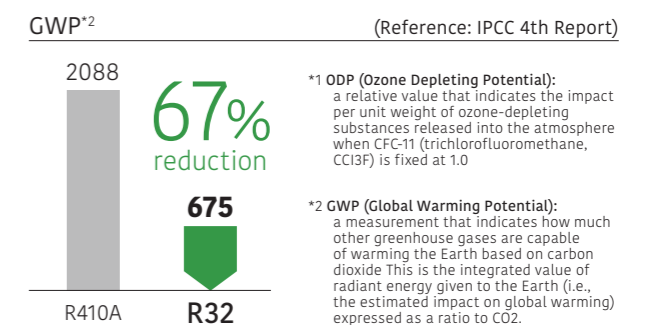 GWP*2 (Reference: IPCC 4th Report)
2088
67%
reduction
675
R410A
R32
*1 ODP (Ozone Depleting Potential):
a relative value that indicates the impact
per unit weight of ozone-depleting
substances released into the atmosphere
when CFC-11 (trichlorofluoromethane,
CCl3F) is fixed at 1.0
*2 GWP (Global Warming Potential):
a measurement that indicates how much
other greenhouse gases are capable
of warming the Earth based on carbon
dioxide This is the integrated value of
radiant energy given to the Earth (i.e.,
the estimated impact on global warming)
expressed as a ratio to CO2.